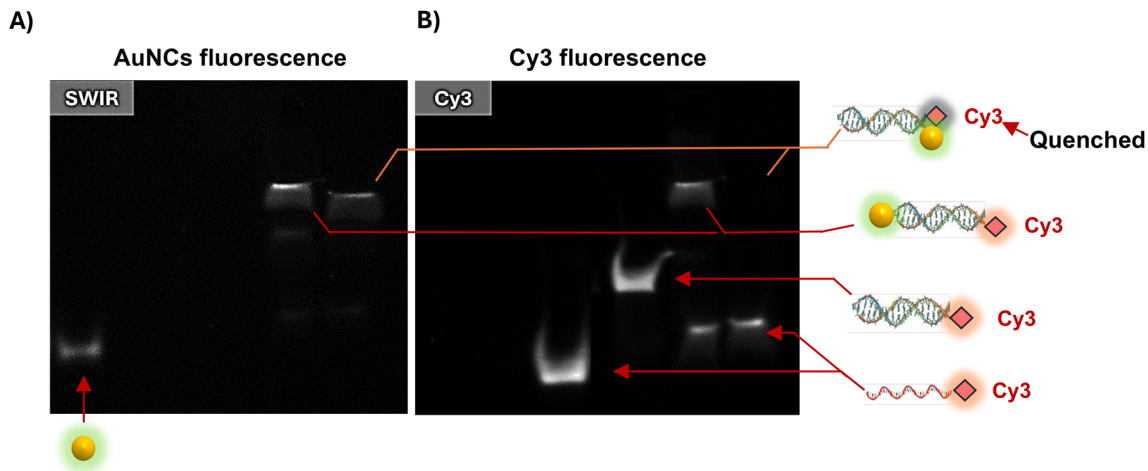 A)
B)
AuNCs fluorescence
Cy3 fluorescence
SWIR
Cy3
Cy3
Quenched
Cy3
Cy3
Cy3